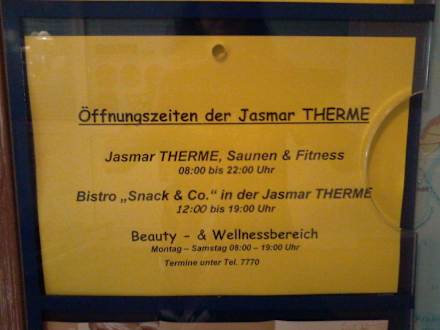 Öffnungszeiten der Jasmar THERME
Jasmar THERME, Saunen & Fitness
08:00 bis 22:00 Uhr
Bistro „Snack & Co.“ in der Jasmar THERME
12:00 bis 19:00 Uhr
Beauty - & Wellnessbereich
Montag – Samstag 08:00 – 19:00 Uhr
Termine unter Tel. 7770